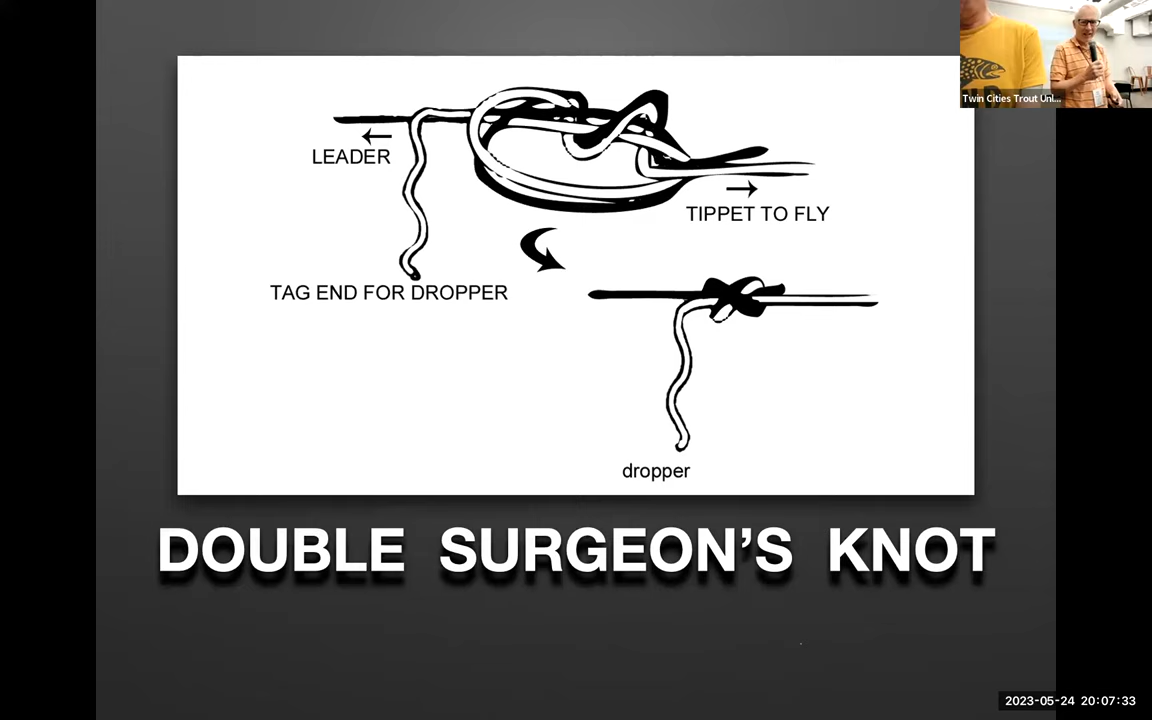 Twin Cities Trout Unl...
LEADER
TIPPET TO FLY
TAG END FOR DROPPER
dropper
DOUBLE SURGEON'S KNOT
2023-05-24 20:07:33